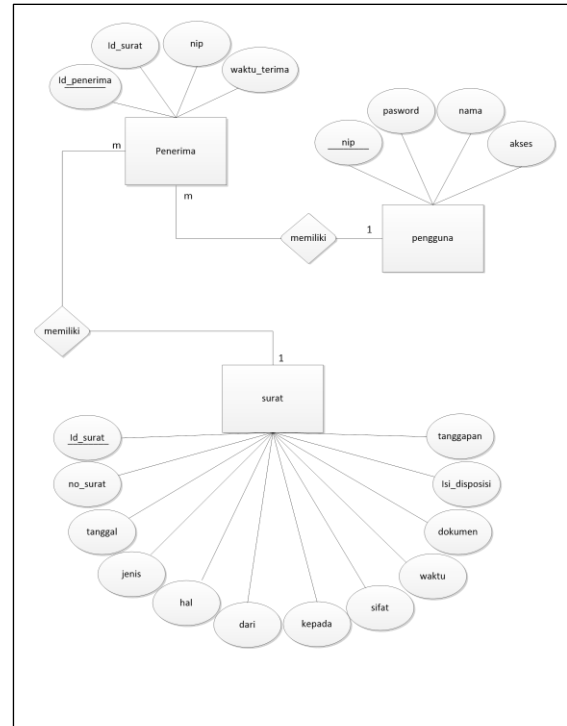 Id_surat
nip
Id_penerima
waktu_terima
Penerima
pasword
nama
nip
akses
m
m
memiliki
1
pengguna
memiliki
1
surat
Id_surat
tanggapan
no_surat
Isi_disposisi
tanggal
dokumen
jenis
waktu
hal
sifat
dari
kepada